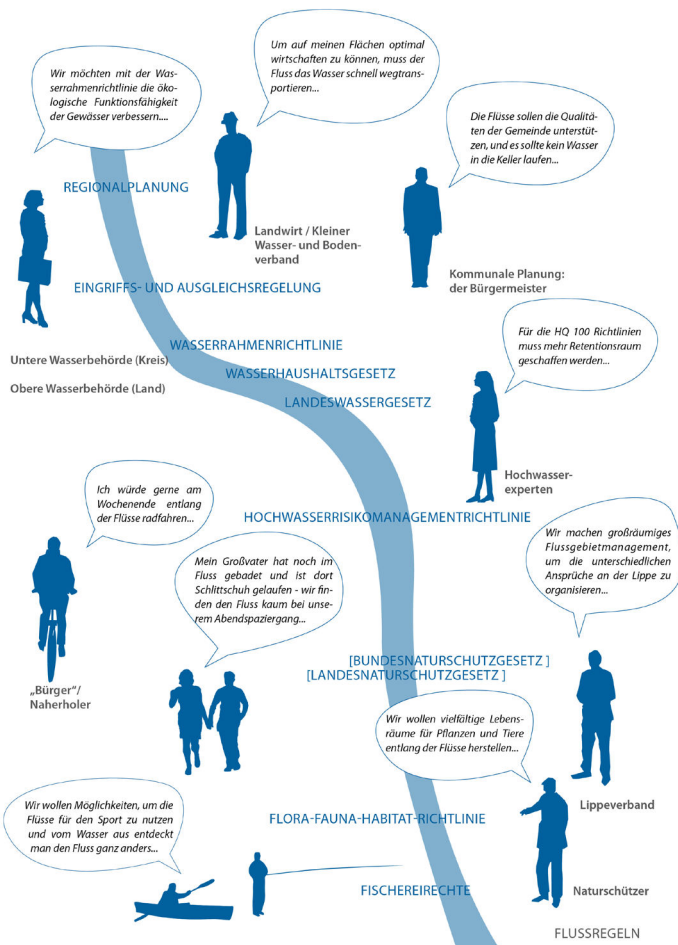 Um auf meinen Flächen optimal
wirtschaften zu können, muss der
Fluss das Wasser schnell wegtrans-
portieren...
Wir möchten mit der Was-
serrahmenrichtlinie die öko-
logische Funktionsfähigkeit
der Gewässer verbessern....
Die Flüsse sollen die Qualitä-
ten der Gemeinde unterstüt-
zen, und es sollte kein Wasser
in die Keller laufen...
REGIONALPLANUNG
Landwirt / Kleiner
Wasser- und Boden-
verband
Kommunale Planung:
der Bürgermeister
EINGRIFFS- UND AUSGLEICHSREGELUNG
Für die HQ 100 Richtlinien
muss mehr Retentionsraum
geschaffen werden...
WASSERRAHMENRICHTLINIE
Untere Wasserbehörde (Kreis)
WASSERHAUSHALTSGESETZ
Obere Wasserbehörde (Land)
LANDESWASSERGESETZ
Hochwasser-
experten
Ich würde gerne am
Wochenende entlang
der Flüsse radfahren...
HOCHWASSERRISIKOMANAGEMENTRICHTLINIE
Wir machen großräumiges
Flussgebietmanagement,
um die unterschiedlichen
Ansprüche an der Lippe zu
organisieren...
Mein Großvater hat noch im
Fluss gebadet und ist dort
Schlittschuh gelaufen - wir fin-
den den Fluss kaum bei unse-
rem Abendspaziergang...
[BUNDESNATURSCHUTZGESETZ ]
[LANDESNATURSCHUTZGESETZ ]
„Bürger“/
Naherholer
Wir wollen vielfältige Lebens-
räume für Pflanzen und Tiere
entlang der Flüsse herstellen...
Lippeverband
Wir wollen Möglichkeiten, um die
Flüsse für den Sport zu nutzen
und vom Wasser aus entdeckt
man den Fluss ganz anders...
FLORA-FAUNA-HABITAT-RICHTLINIE
FISCHEREIRECHTE
Naturschützer
FLUSSREGELN